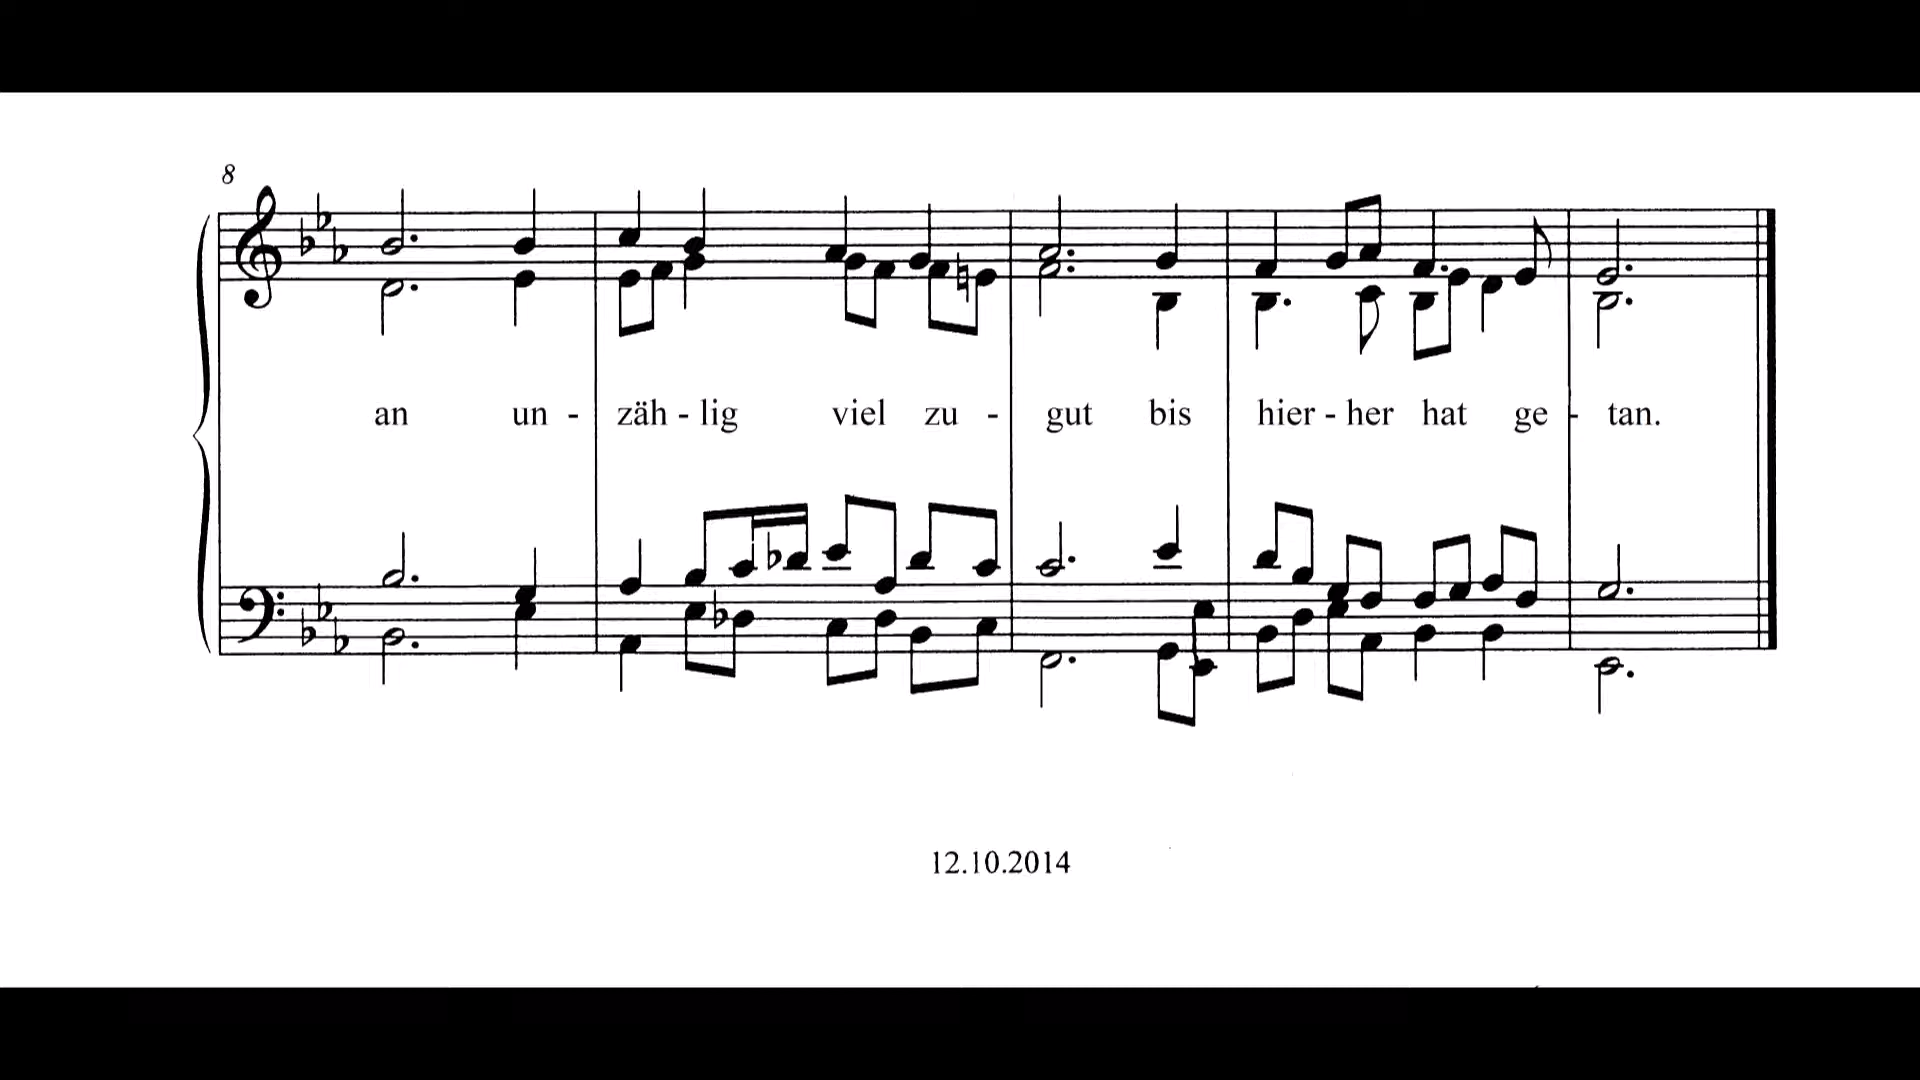 8
an un - zäh - lig viel zu - gut bis hier - her hat ge - tan.
12.10.2014